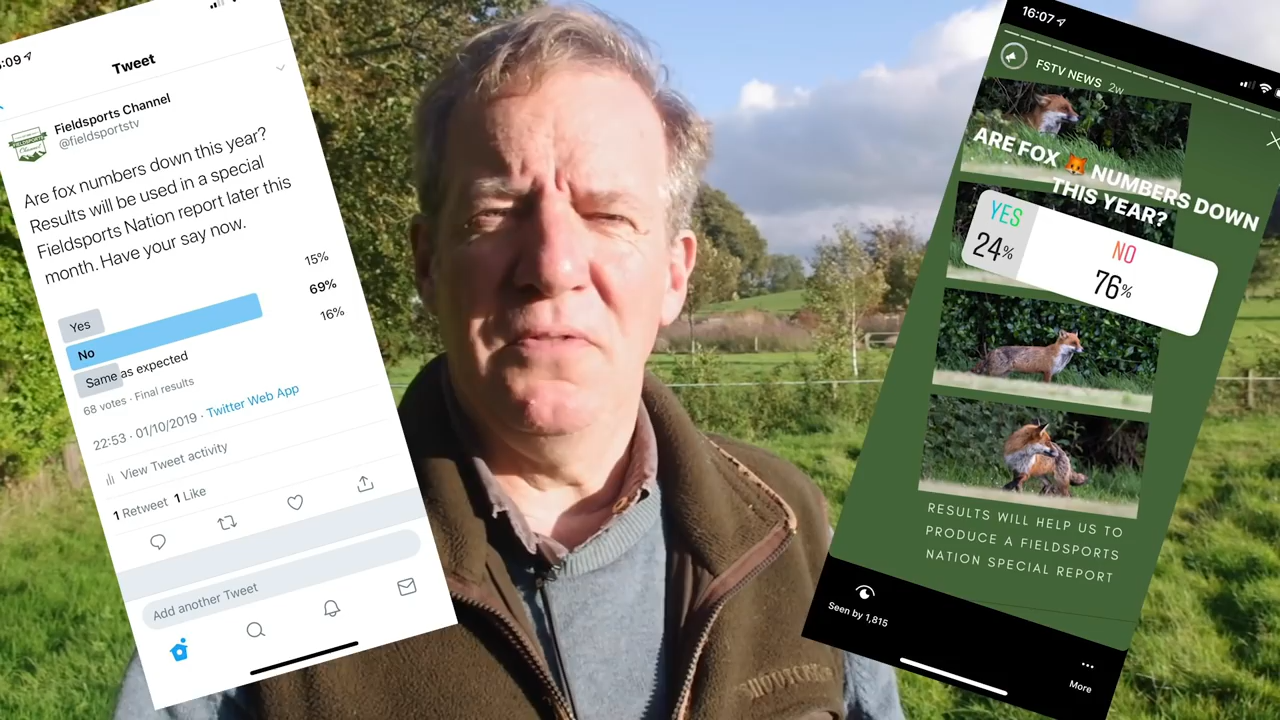 :09
Tweet
Fieldsports Channel
@fieldsportstv
Are fox numbers down this year?
Results will be used in a special
Fieldsports Nation report later this
month. Have your say now.
Yes
15%
No
69%
Same as expected
16%
68 votes · Final results
22:53 · 01/10/2019 · Twitter Web App
View Tweet activity
1 Retweet 1 Like
Add another Tweet
16:07
FSTV NEWS 2w
ARE FOX 🦊 NUMBERS DOWN
THIS YEAR?
YES
24%
NO
76%
RESULTS WILL HELP US TO
PRODUCE A FIELDSPORTS
NATION SPECIAL REPORT
Seen by 1,815
More